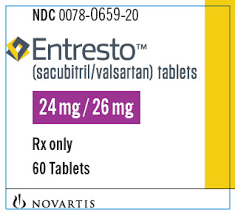 NDC 0078-0659-20
Entresto™
(sacubitril/valsartan) tablets
24 mg / 26 mg
Rx only
60 Tablets
NOVARTIS